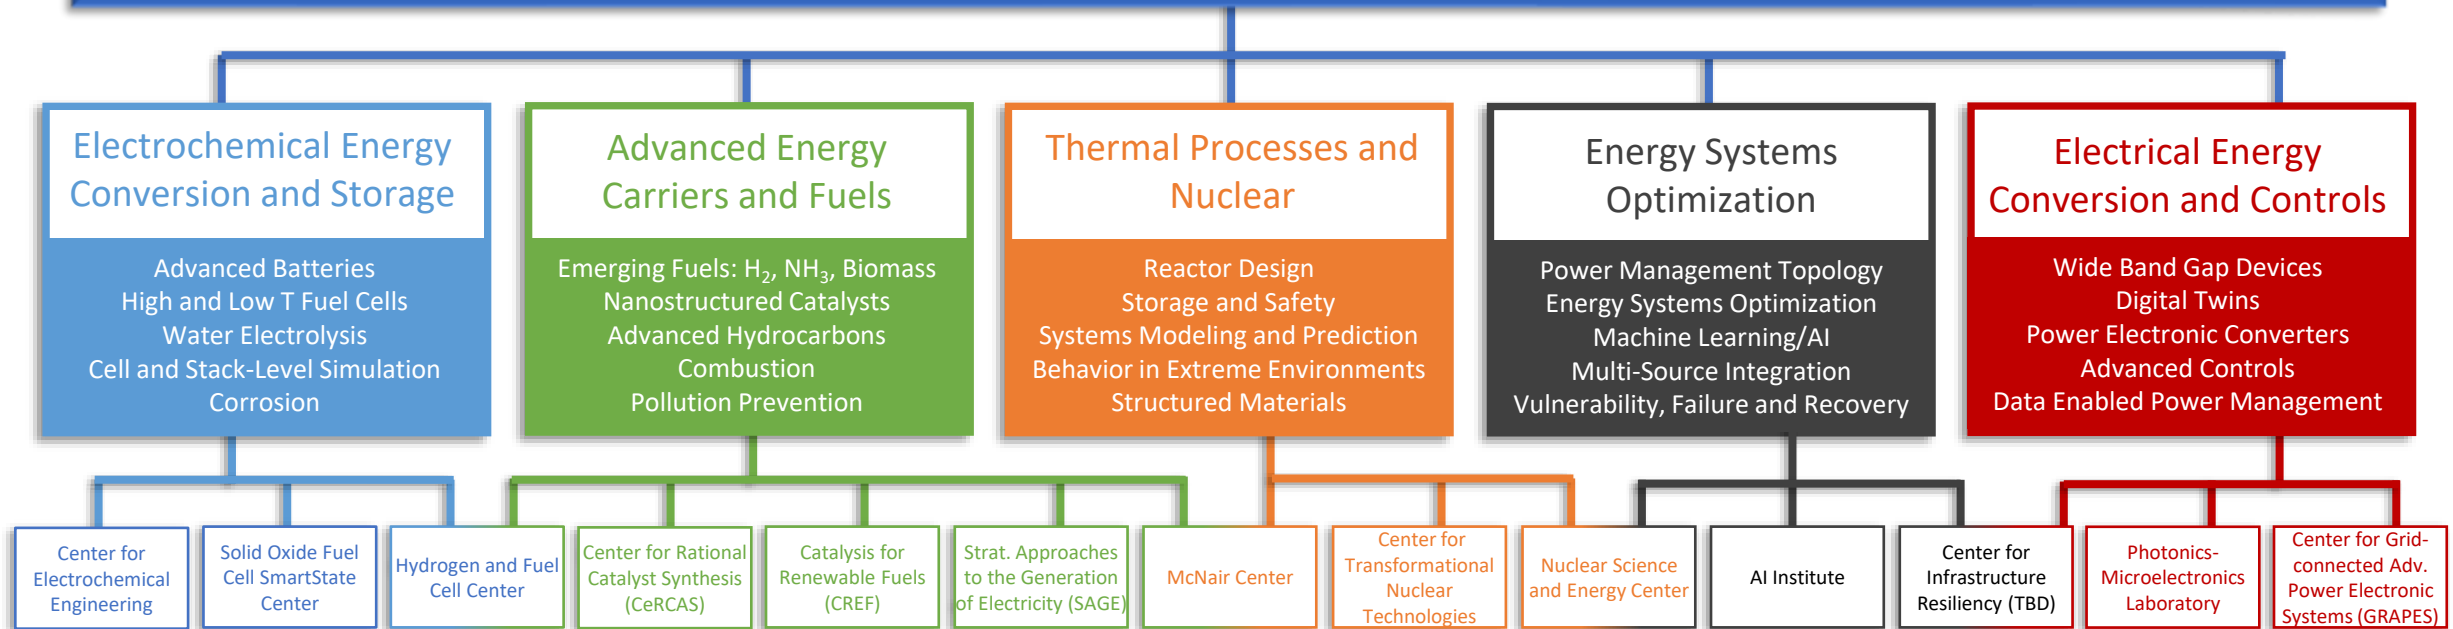 Electrochemical Energy
Conversion and Storage
Advanced Batteries
High and Low T Fuel Cells
Water Electrolysis
Cell and Stack-Level Simulation
Corrosion
Advanced Energy
Carriers and Fuels
Emerging Fuels: H₂, NH₃, Biomass
Nanostructured Catalysts
Advanced Hydrocarbons
Combustion
Pollution Prevention
Thermal Processes and
Nuclear
Reactor Design
Storage and Safety
Systems Modeling and Prediction
Behavior in Extreme Environments
Structured Materials
Energy Systems
Optimization
Power Management Topology
Energy Systems Optimization
Machine Learning/AI
Multi-Source Integration
Vulnerability, Failure and Recovery
Electrical Energy
Conversion and Controls
Wide Band Gap Devices
Digital Twins
Power Electronic Converters
Advanced Controls
Data Enabled Power Management
Center for
Electrochemical
Engineering
Solid Oxide Fuel
Cell SmartState
Center
Hydrogen and Fuel
Cell Center
Center for Rational
Catalyst Synthesis
(CeRCAS)
Catalysis for
Renewable Fuels
(CREF)
Strat. Approaches
to the Generation
of Electricity (SAGE)
McNair Center
Center for
Transformational
Nuclear
Technologies
Nuclear Science
and Energy Center
AI Institute
Center for
Infrastructure
Resiliency (TBD)
Photonics-
Microelectronics
Laboratory
Center for Grid-
connected Adv.
Power Electronic
Systems (GRAPES)